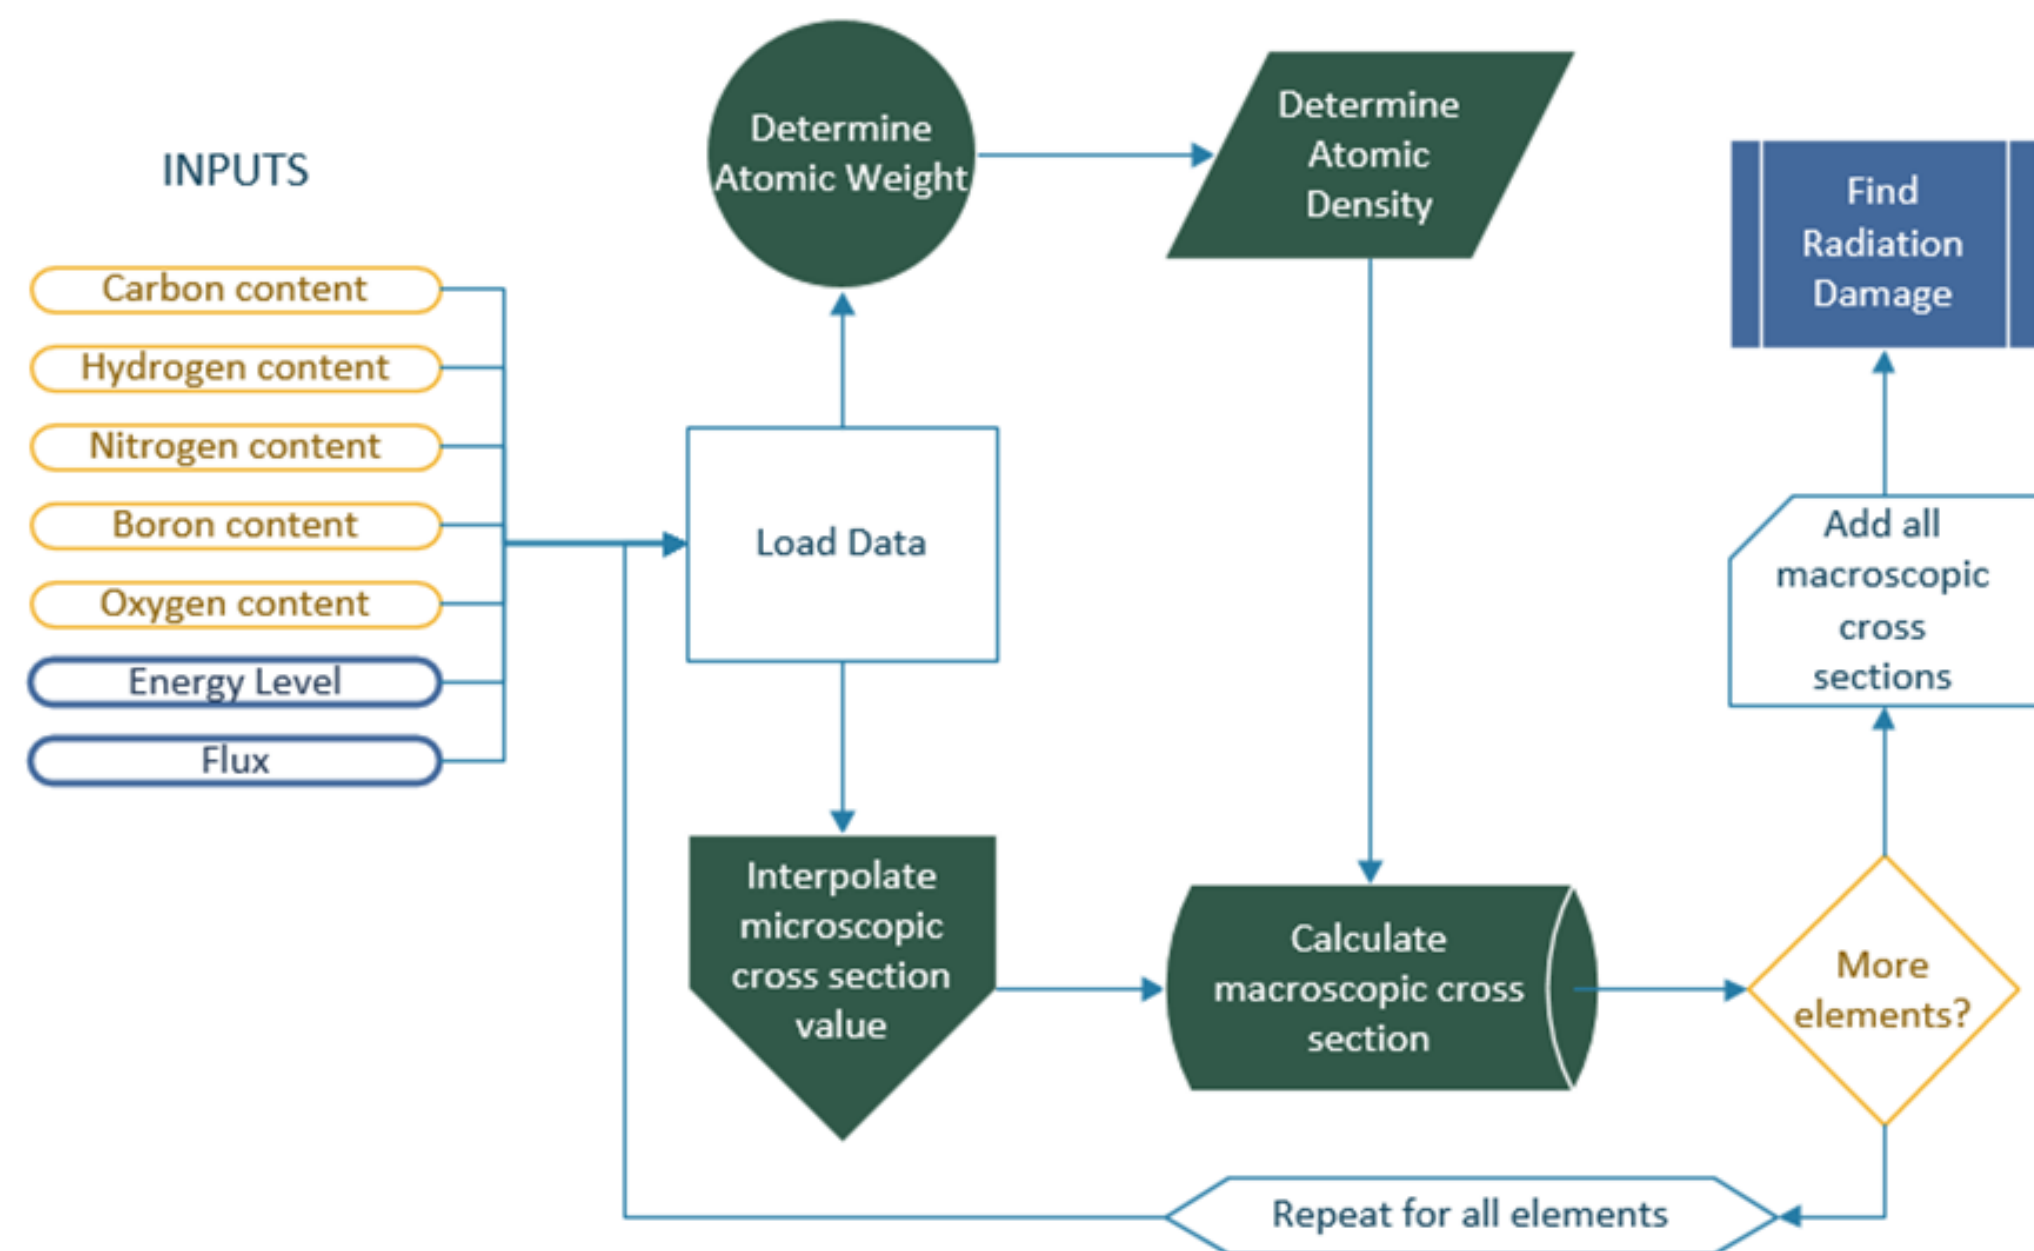 INPUTS
Carbon content
Hydrogen content
Nitrogen content
Boron content
Oxygen content
Energy Level
Flux
Determine
Atomic Weight
Determine
Atomic
Density
Load Data
Interpolate
microscopic
cross section
value
Calculate
macroscopic cross
section
More
elements?
Repeat for all elements
Add all
macroscopic
cross
sections
Find
Radiation
Damage